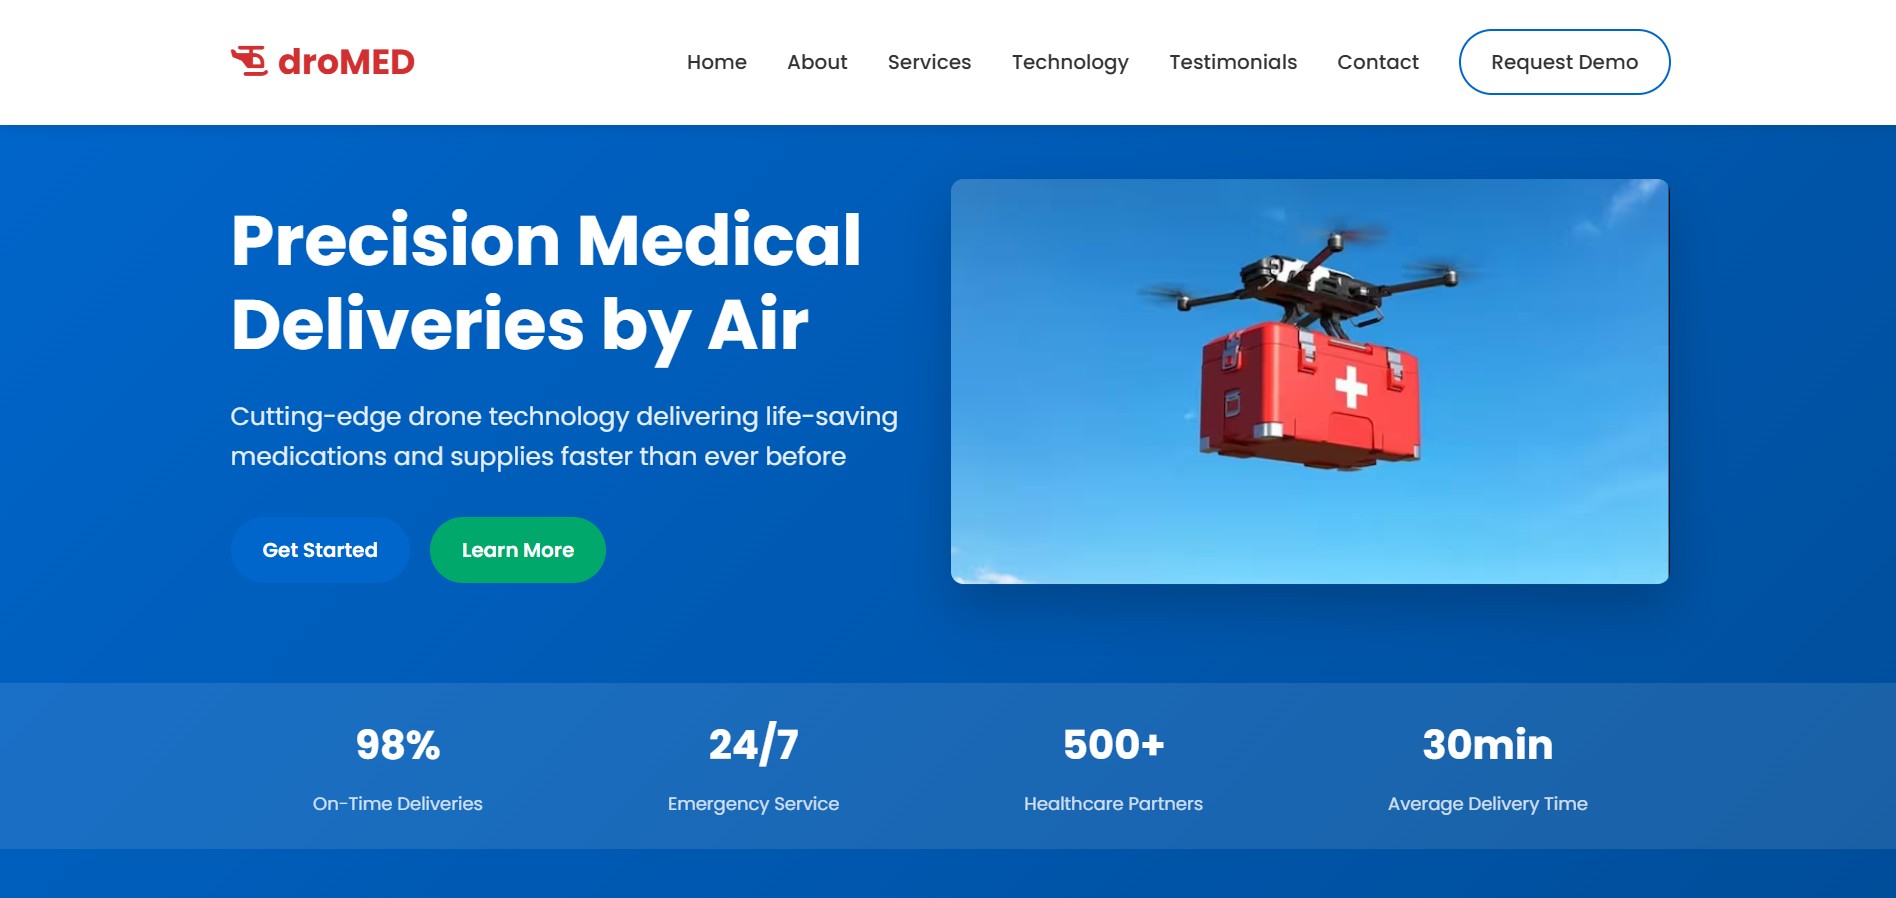 droMED
Home
About
Services
Technology
Testimonials
Contact
Request Demo
Precision Medical
Deliveries by Air
Cutting-edge drone technology delivering life-saving
medications and supplies faster than ever before
Get Started
Learn More
98%
On-Time Deliveries
24/7
Emergency Service
500+
Healthcare Partners
30min
Average Delivery Time